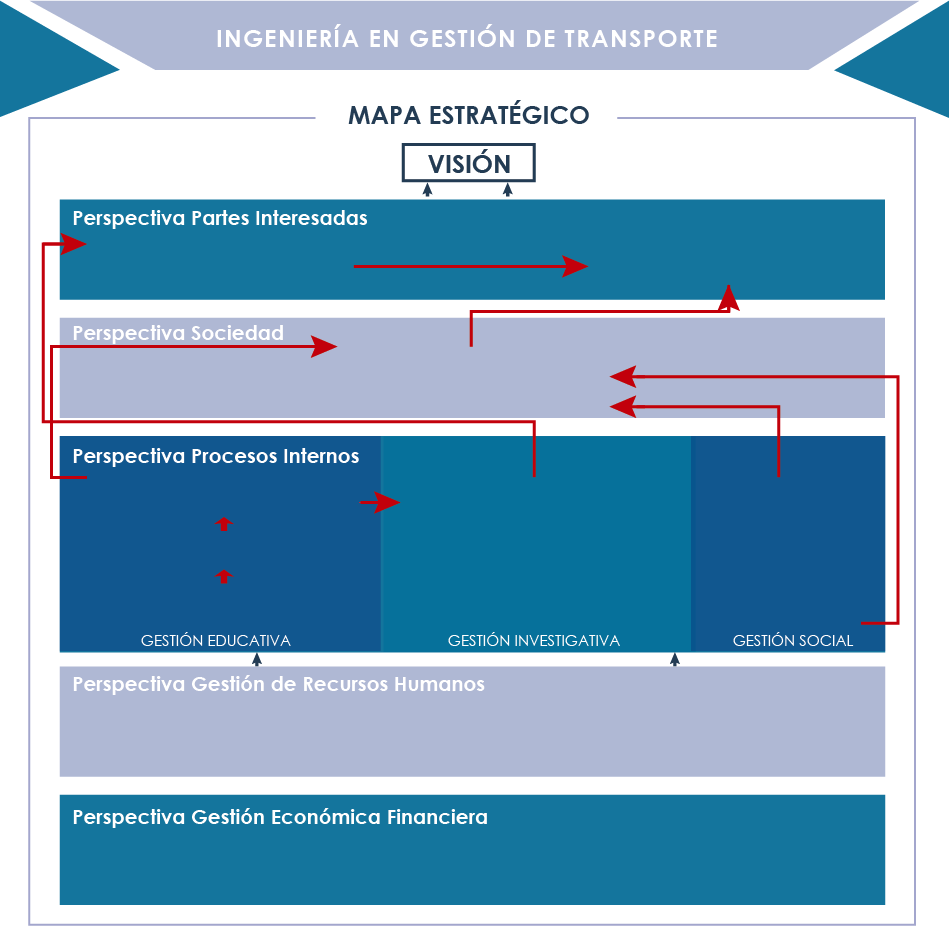 INGENIERÍA EN GESTIÓN DE TRANSPORTE
MAPA ESTRATÉGICO
VISIÓN
Perspectiva Partes Interesadas
Perspectiva Sociedad
Perspectiva Procesos Internos
GESTIÓN EDUCATIVA
GESTIÓN INVESTIGATIVA
GESTIÓN SOCIAL
Perspectiva Gestión de Recursos Humanos
Perspectiva Gestión Económica Financiera